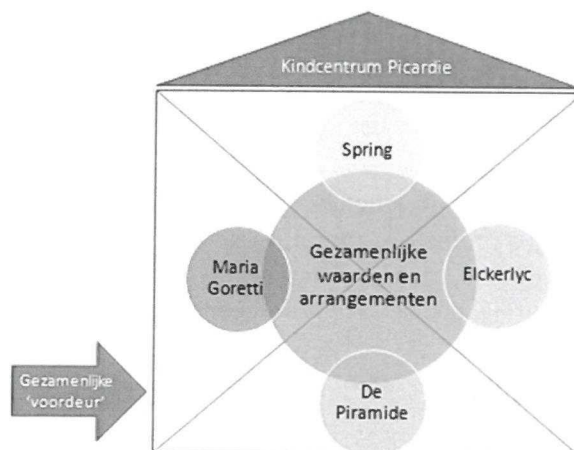 Kindcentrum Picardie
Spring
Maria
Goretti
Gezamenlijke
waarden en
arrangementen
Elckerlyc
De
Piramide
Gezamenlijke
'voordeur'